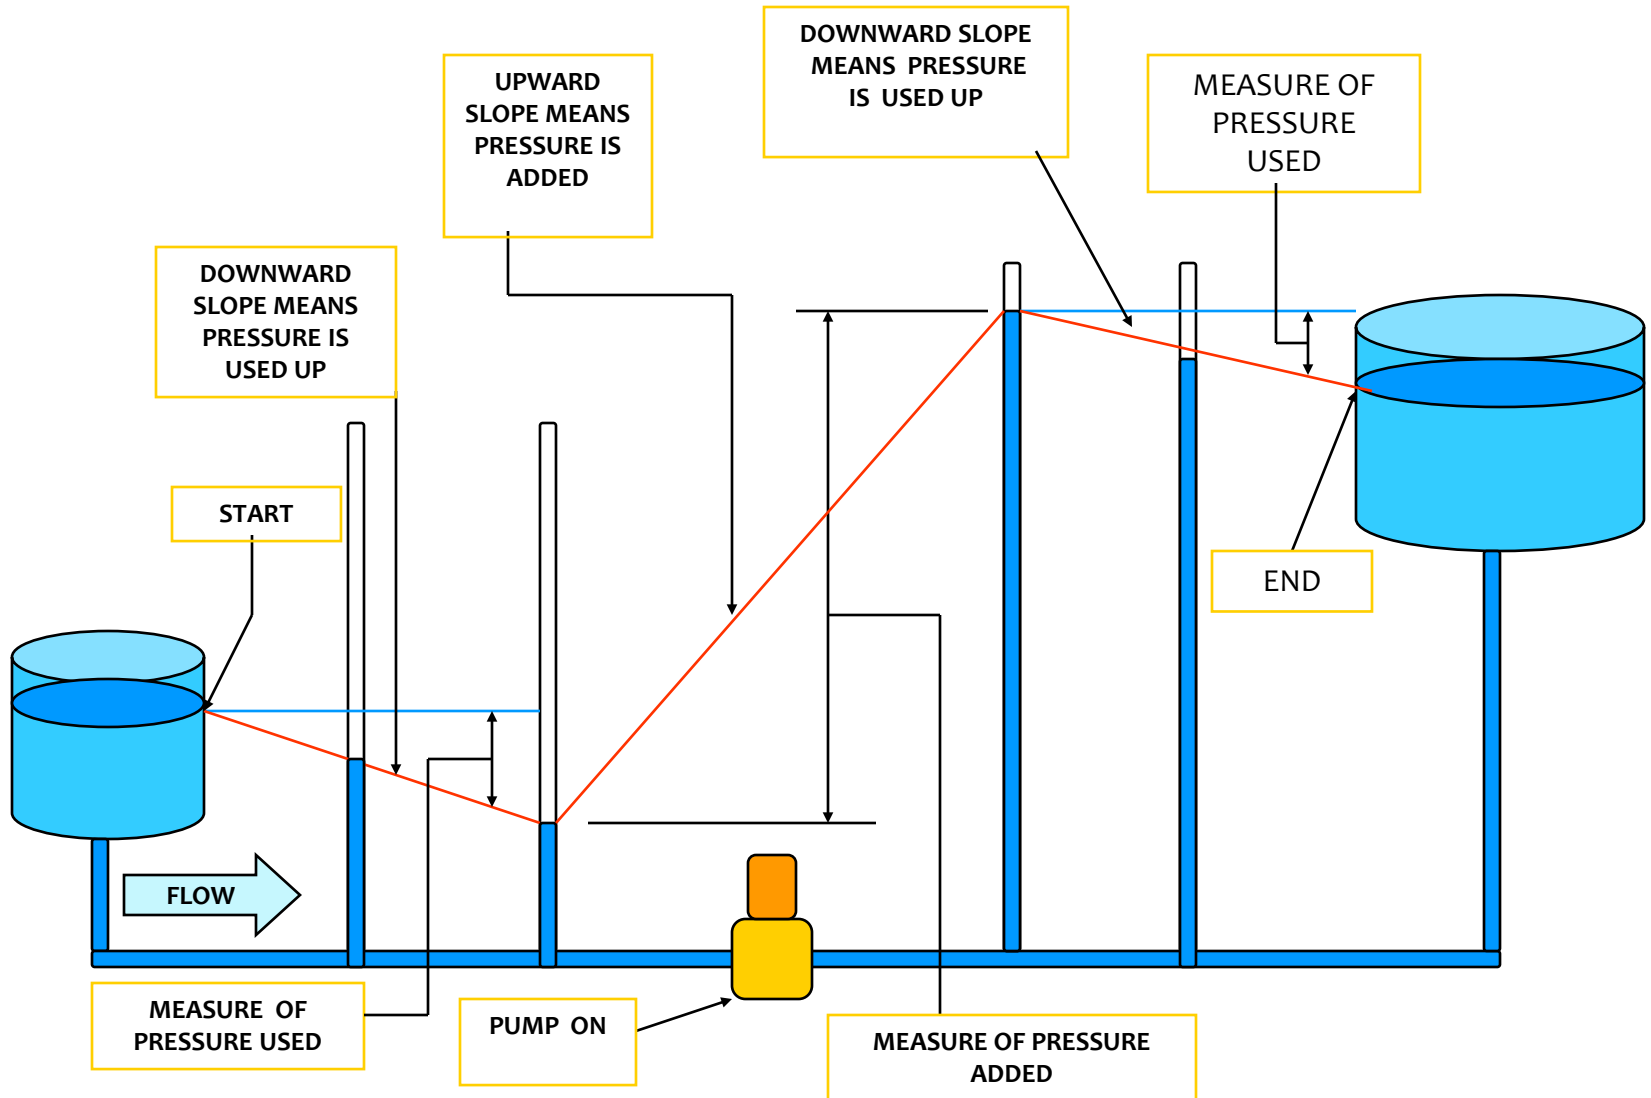 DOWNWARD SLOPE
MEANS PRESSURE
IS USED UP
UPWARD
SLOPE MEANS
PRESSURE IS
ADDED
MEASURE OF
PRESSURE
USED
DOWNWARD
SLOPE MEANS
PRESSURE IS
USED UP
START
END
FLOW
MEASURE OF
PRESSURE USED
PUMP ON
MEASURE OF PRESSURE
ADDED